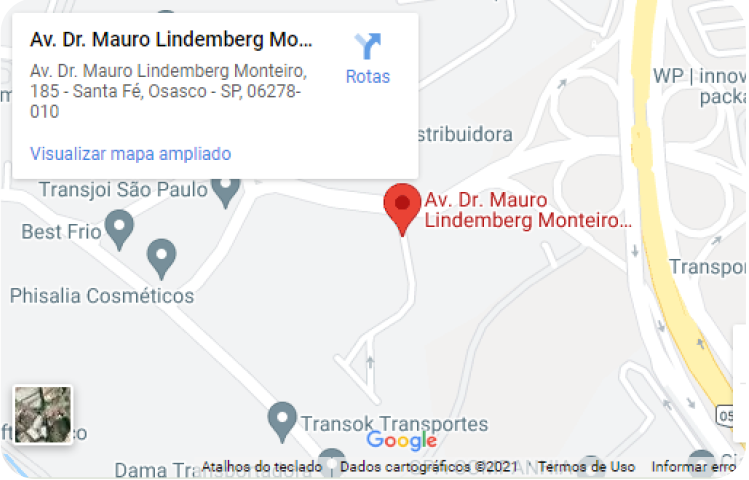 Av. Dr. Mauro Lindemberg Mo...
Av. Dr. Mauro Lindemberg Monteiro,
185 - Santa Fé, Osasco - SP, 06278-
010
Rotas
Visualizar mapa ampliado
WP | innov
packa
stribuidora
Transjoi São Paulo
Av. Dr. Mauro
Lindemberg Monteiro...
Best Frio
Transpor
Phisalia Cosméticos
05
Transok Transportes
Google
Dama Transportadora
Atalhos do teclado
Dados cartográficos ©2021
Termos de Uso
Informar erro